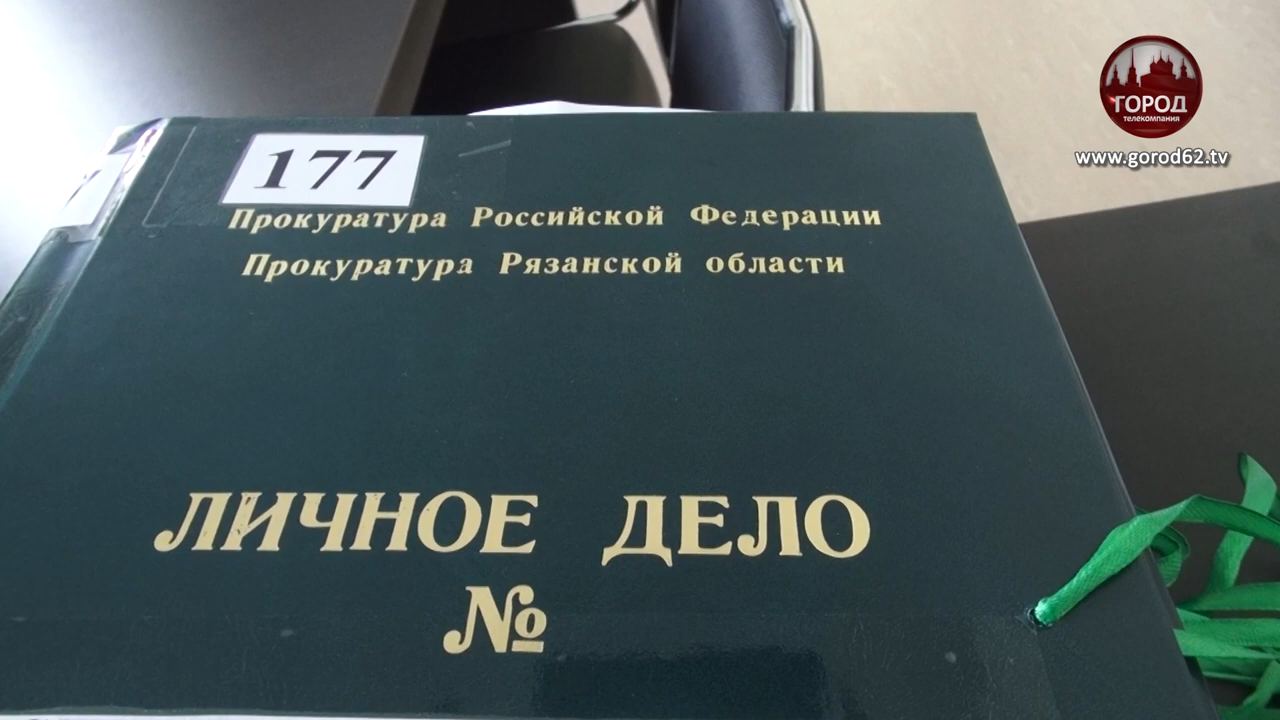 177
Прокуратура Российской Федерации
Прокуратура Рязанской области
ЛИЧНОЕ ДЕЛО
№
ГОРОД
телекомпания
www.gorod62.tv